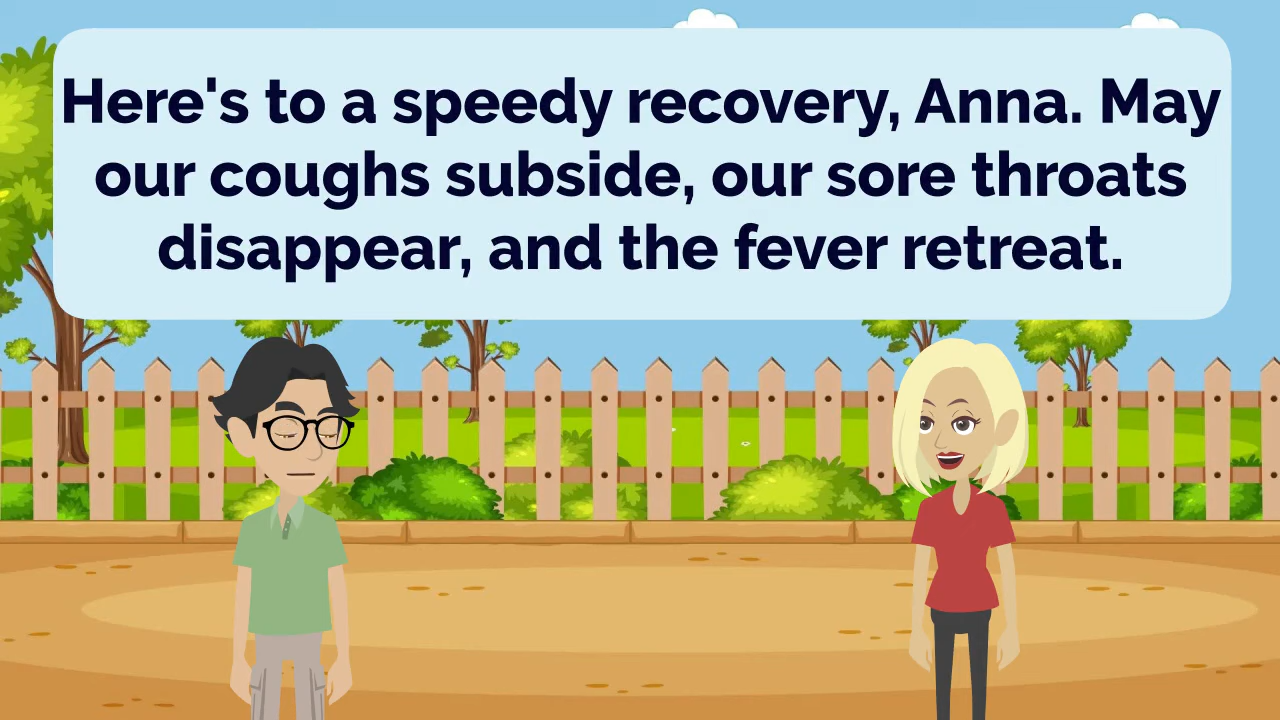 Here's to a speedy recovery, Anna. May
our coughs subside, our sore throats
disappear, and the fever retreat.